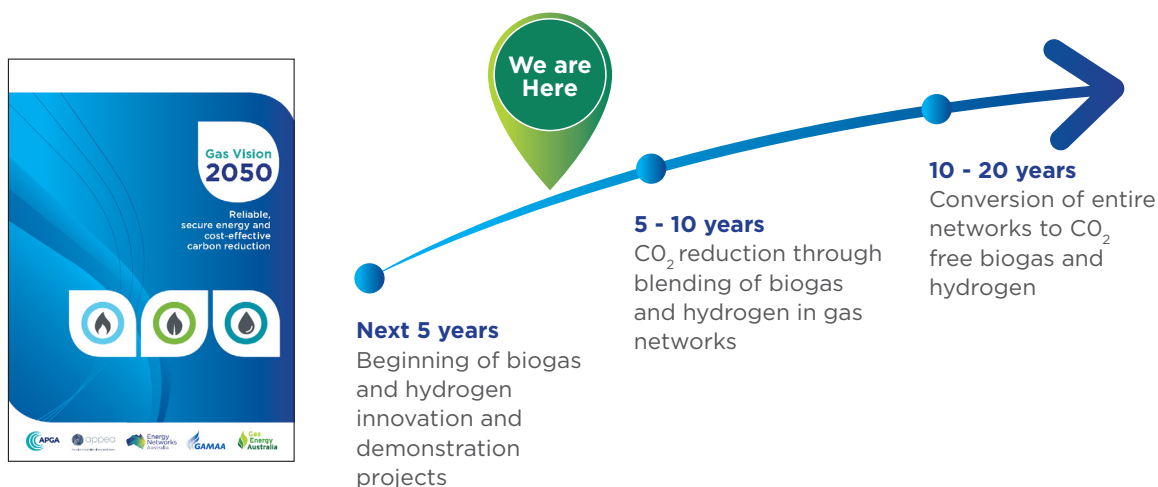 Gas Vision
2050
Reliable,
secure energy and
cost-effective
carbon reduction
APGA
appea
Energy
Networks
Australia
GAMAA
Gas
Energy
Australia
We are
Here
Next 5 years
Beginning of biogas
and hydrogen
innovation and
demonstration
projects
5 - 10 years
CO₂ reduction through
blending of biogas
and hydrogen in gas
networks
10 - 20 years
Conversion of entire
networks to CO₂
free biogas and
hydrogen